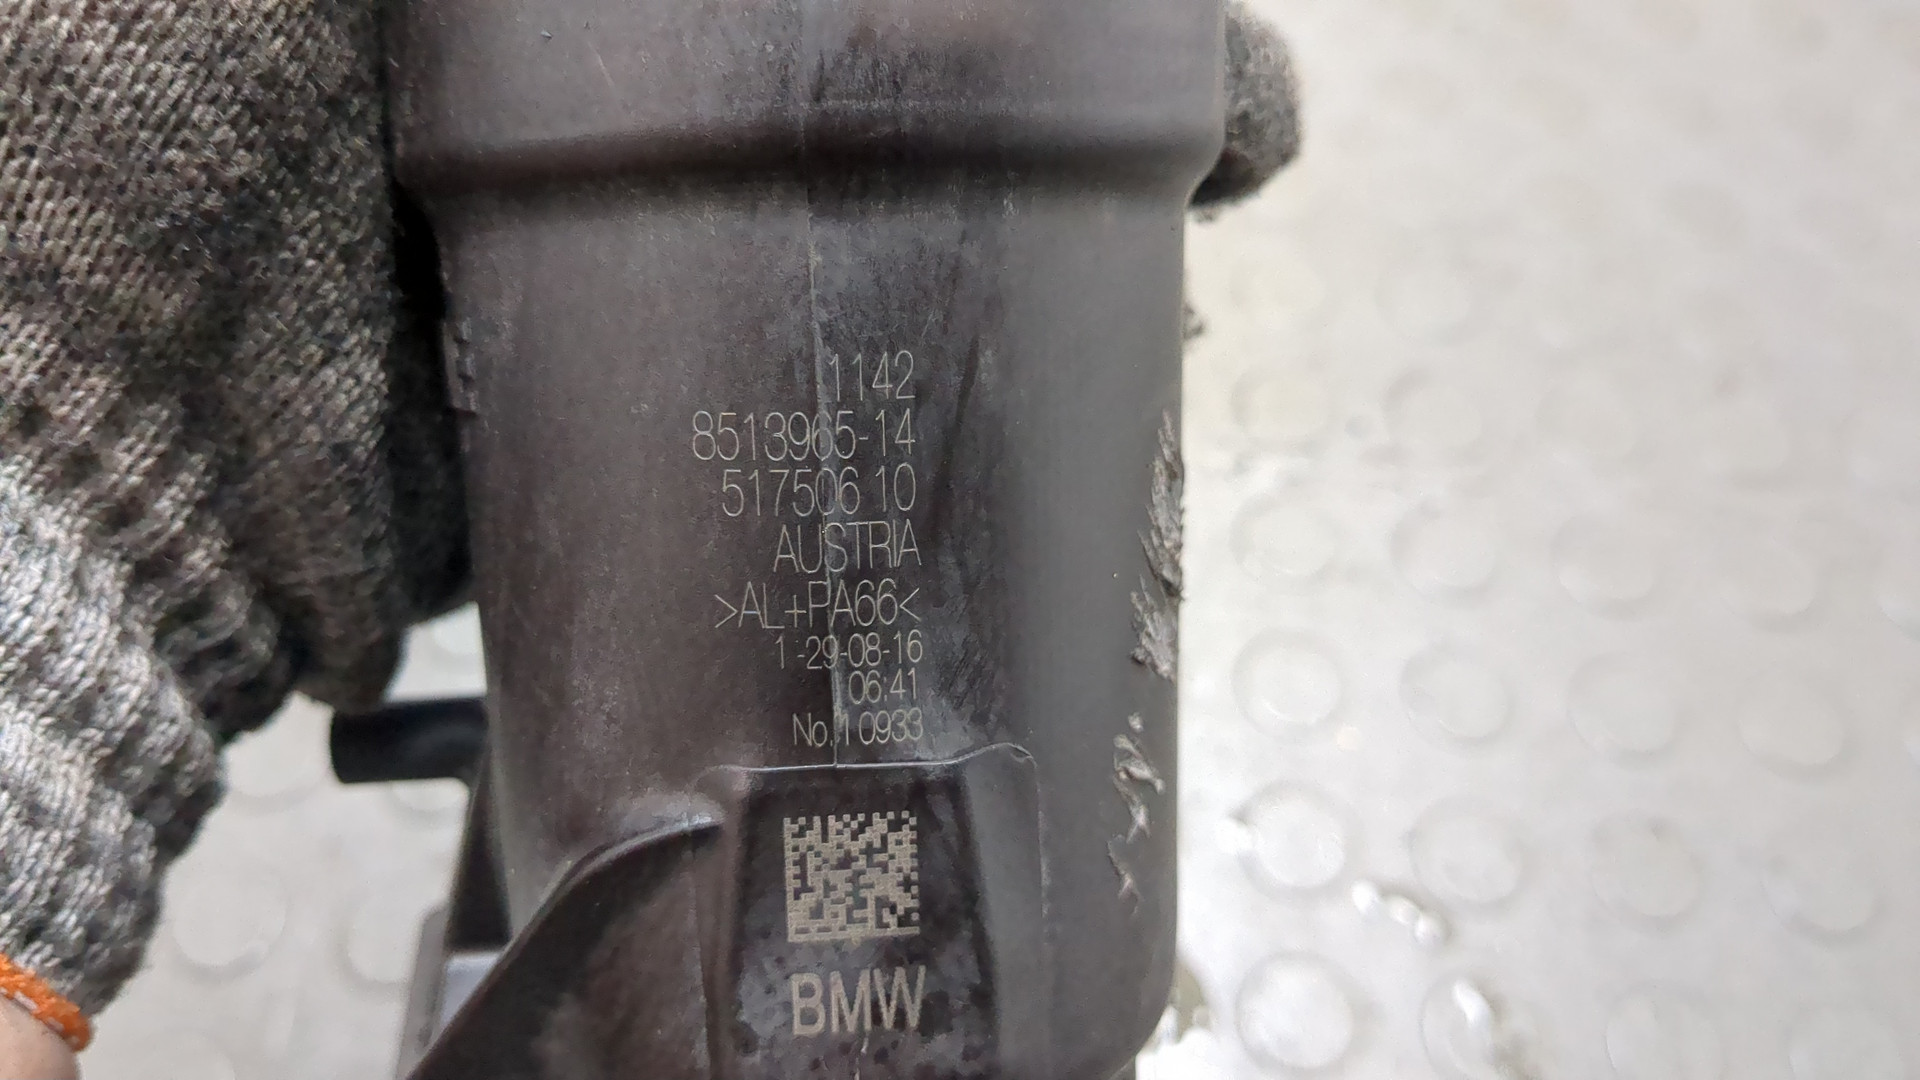 1142
8513965-14
517506 10
AUSTRIA
>AL+PA66<
1 -29-08-16
06:41
No.10933
BMW